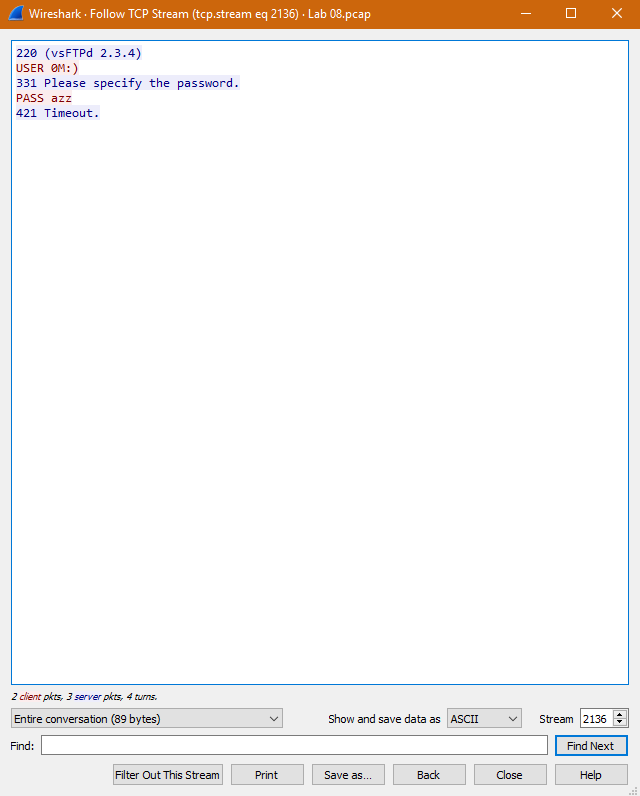 Wireshark · Follow TCP Stream (tcp.stream eq 2136) · Lab 08.pcap
220 (vsFTPd 2.3.4)
USER 0M:)
331 Please specify the password.
PASS azz
421 Timeout.
2 client pkts, 3 server pkts, 4 turns.
Entire conversation (89 bytes) Show and save data as ASCII Stream 2136
Find: Find Next
Filter Out This Stream Print Save as... Back Close Help